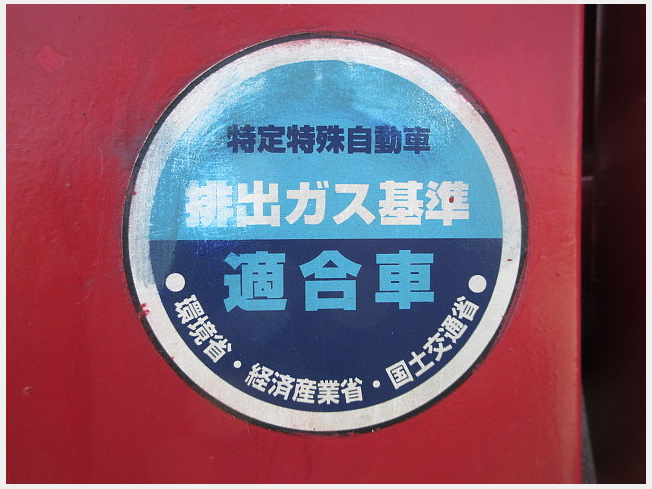 特定特殊自動車
排出ガス基準
適合車
環境省・経済産業省・国土交通省